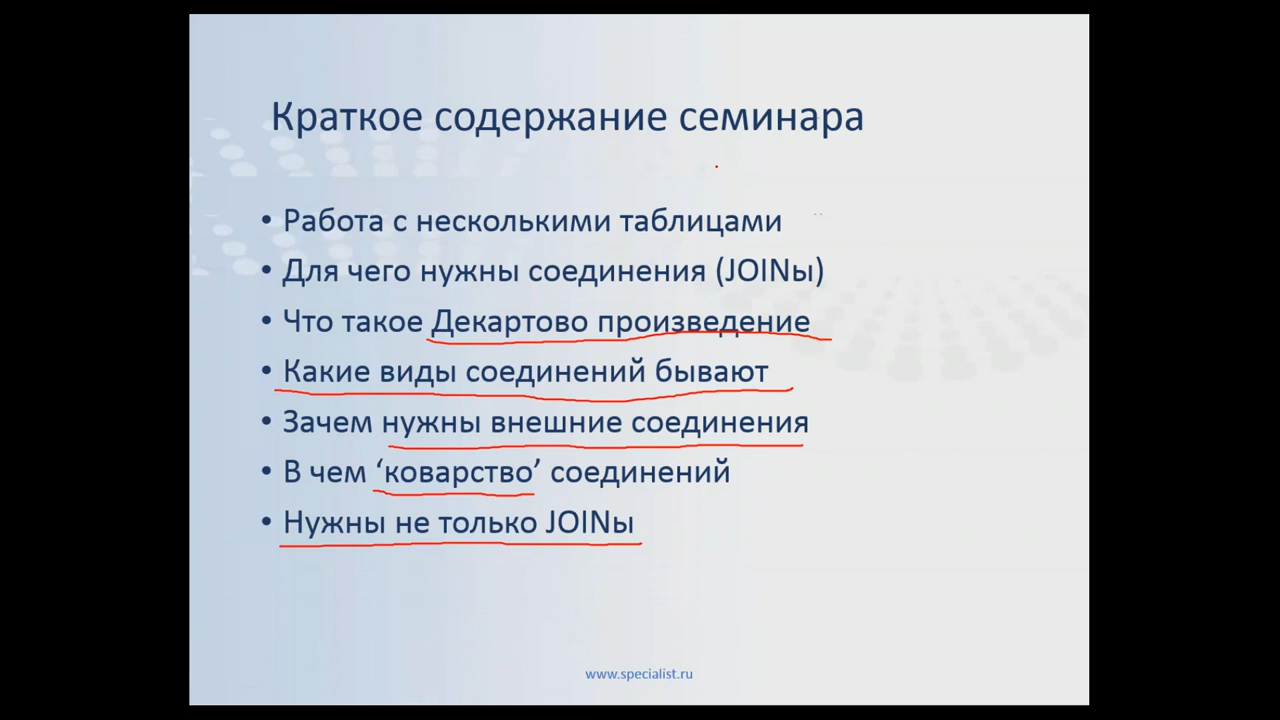 Краткое содержание семинара
• Работа с несколькими таблицами
• Для чего нужны соединения (JOINы)
• Что такое Декартово произведение
• Какие виды соединений бывают
• Зачем нужны внешние соединения
• В чем ‘коварство’ соединений
• Нужны не только JOINы
www.specialist.ru